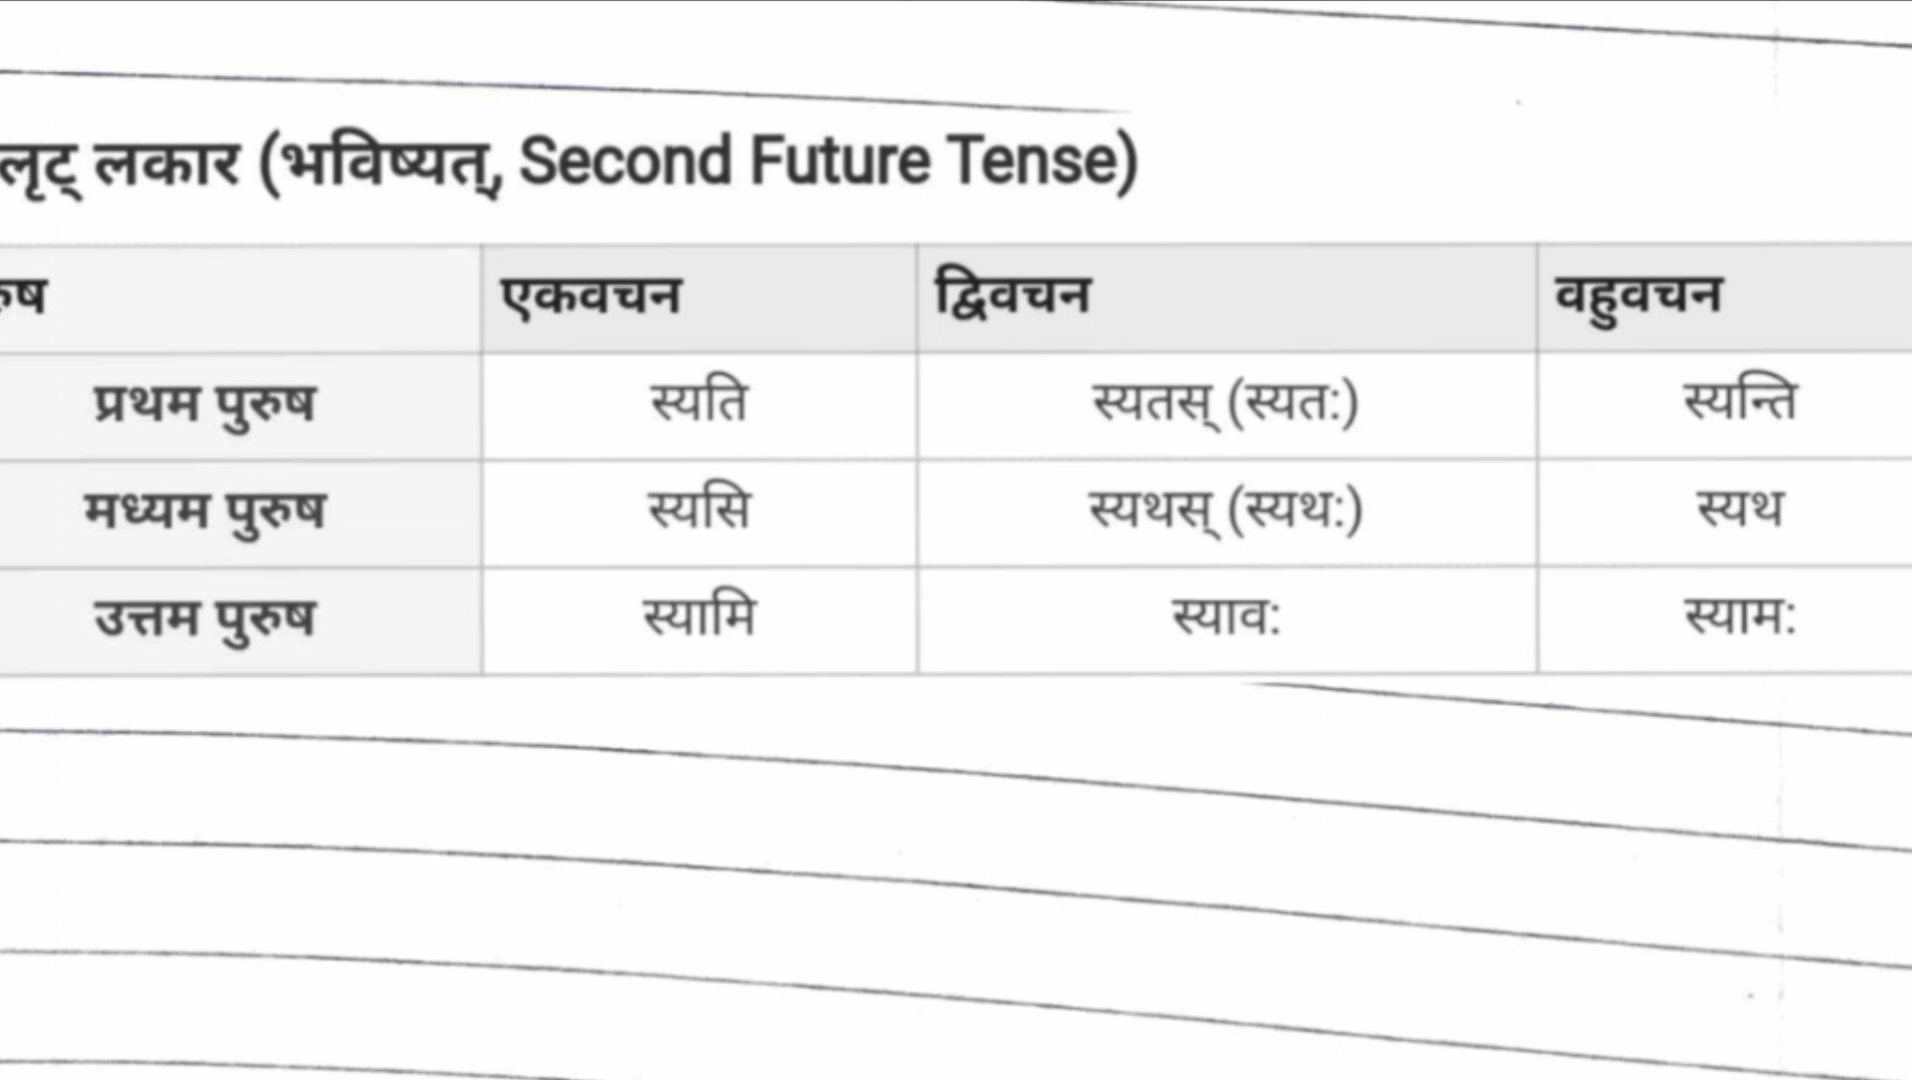 लृट् लकार (भविष्यत्, Second Future Tense)
रुष एकवचन द्विवचन वहुवचन
प्रथम पुरुष स्यति स्यतस् (स्यत:) स्यन्ति
मध्यम पुरुष स्यसि स्यथस् (स्यथ:) स्यथ
उत्तम पुरुष स्यामि स्याव: स्याम: